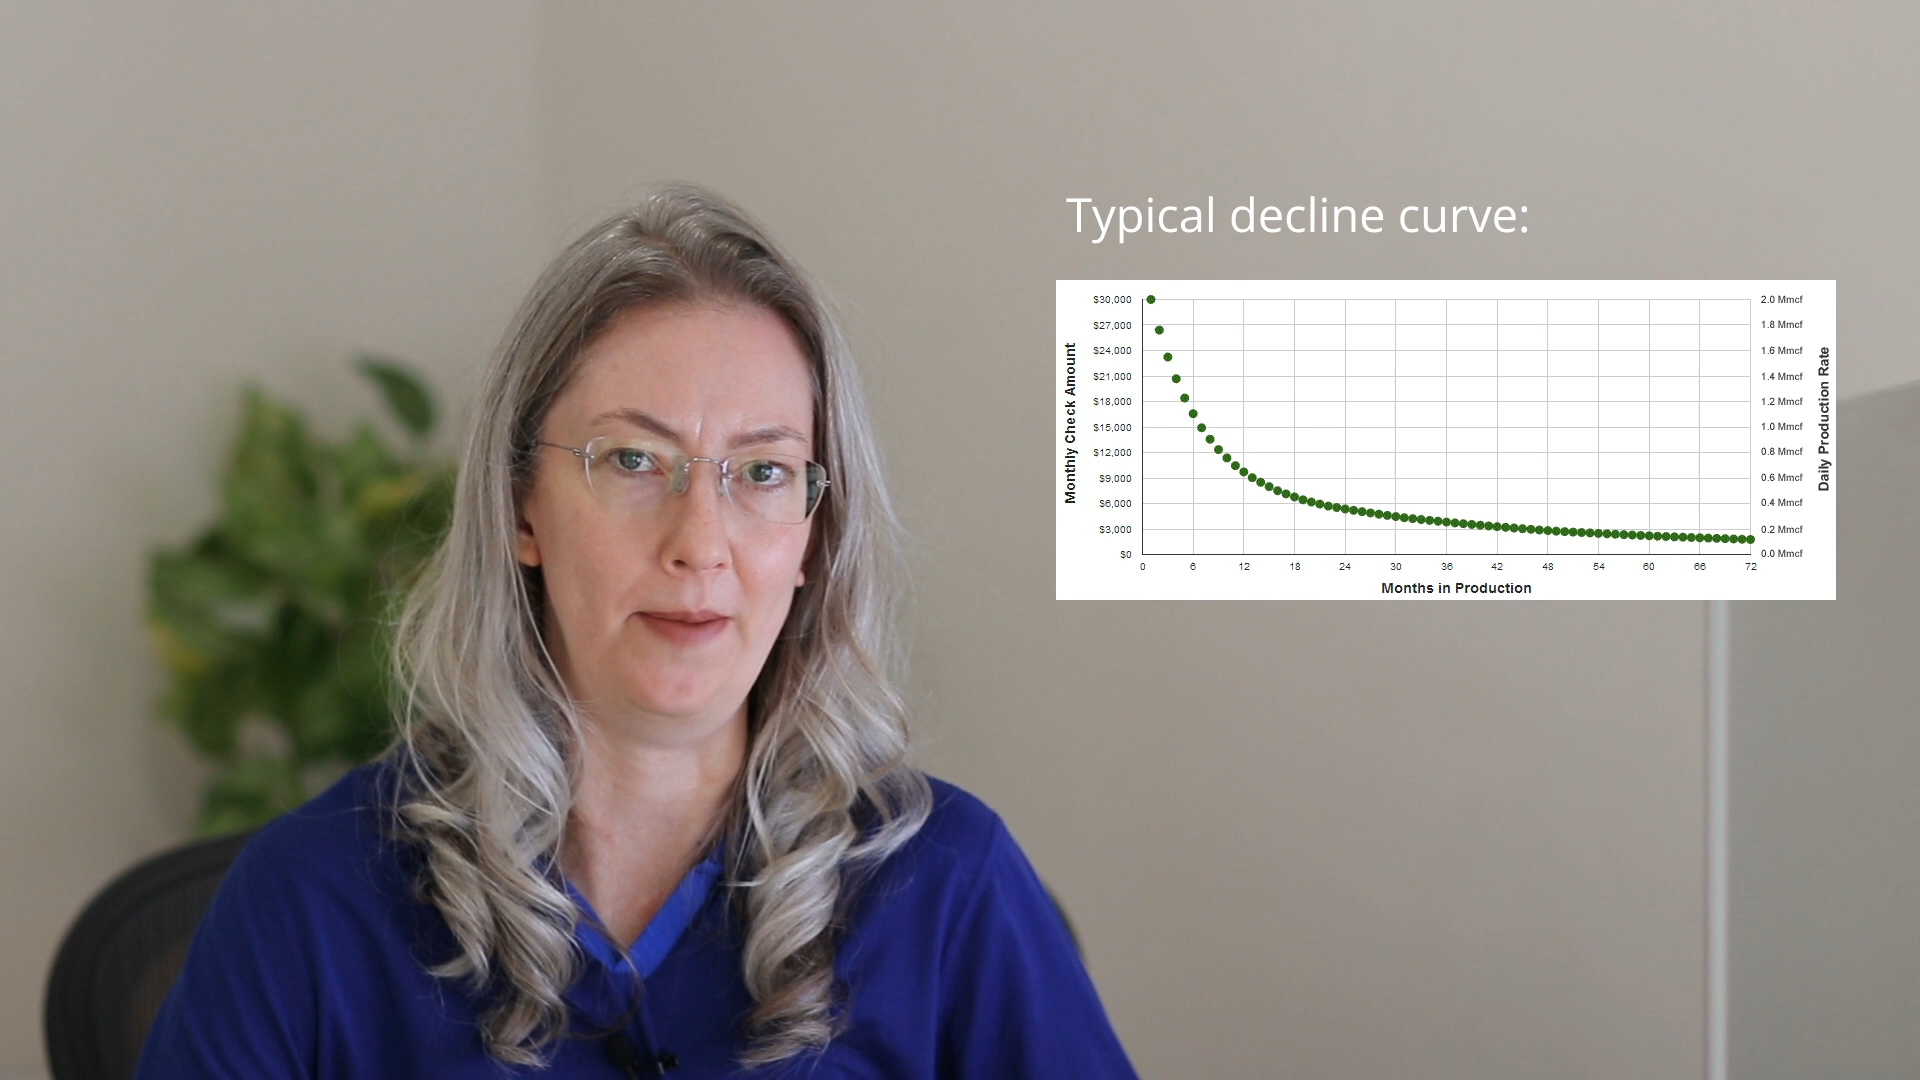 Typical decline curve:
Monthly Check Amount
$30,000
$27,000
$24,000
$21,000
$18,000
$15,000
$12,000
$9,000
$6,000
$3,000
$0
2.0 Mmcf
1.8 Mmcf
1.6 Mmcf
1.4 Mmcf
1.2 Mmcf
1.0 Mmcf
0.8 Mmcf
0.6 Mmcf
0.4 Mmcf
0.2 Mmcf
0.0 Mmcf
Daily Production Rate
0 6 12 18 24 30 36 42 48 54 60 66 72
Months in Production